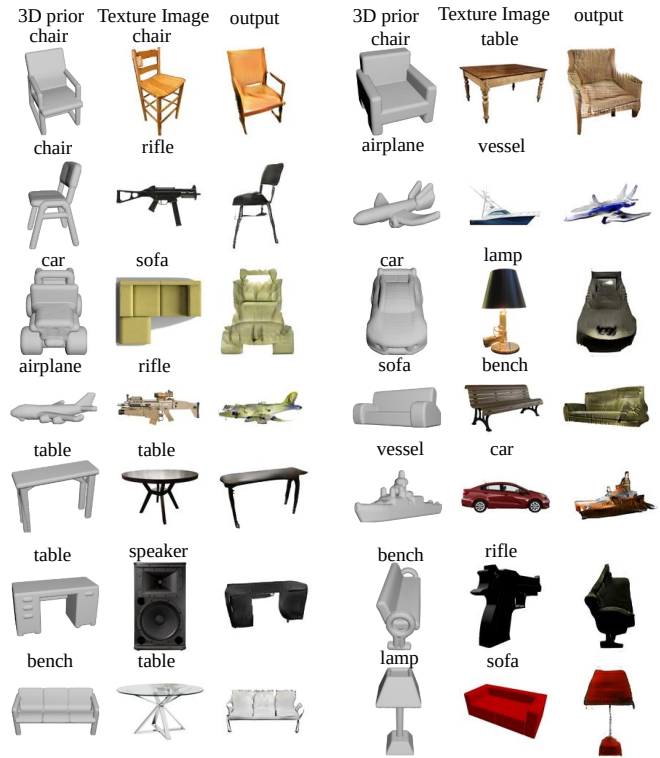 3D prior Texture Image output
chair chair
chair rifle
car sofa
airplane rifle
table table
table speaker
bench table
3D prior Texture Image output
chair table
airplane vessel
car lamp
sofa bench
vessel car
bench rifle
lamp sofa